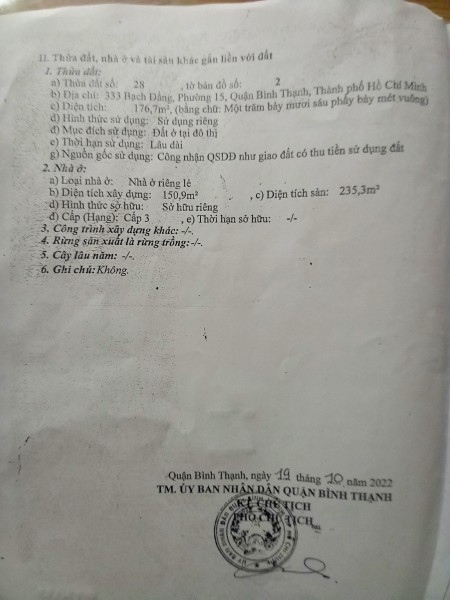 II. Thửa đất, nhà ở và tài sản khác gắn liền với đất
1. Thửa đất:
a) Thửa đất số: 28 , tờ bản đồ số: 2
b) Địa chỉ: 333 Bạch Đằng, Phường 15, Quận Bình Thạnh, Thành phố Hồ Chí Minh
c) Diện tích: 176,7m², (bằng chữ: Một trăm bảy mươi sáu phẩy bảy mét vuông)
d) Hình thức sử dụng: Sử dụng riêng
đ) Mục đích sử dụng: Đất ở tại đô thị
e) Thời hạn sử dụng: Lâu dài
g) Nguồn gốc sử dụng: Công nhận QSDĐ như giao đất có thu tiền sử dụng đất
2. Nhà ở:
a) Loại nhà ở: Nhà ở riêng lẻ
b) Diện tích xây dựng: 150,9m² , c) Diện tích sàn: 235,3m²
d) Hình thức sở hữu: Sở hữu riêng
đ) Cấp (Hạng): Cấp 3 , e) Thời hạn sở hữu: -/-
3. Công trình xây dựng khác: -/-.
4. Rừng sản xuất là rừng trồng: -/-.
5. Cây lâu năm: -/-.
6. Ghi chú: Không.
Quận Bình Thạnh, ngày 19 tháng 10 năm 2022
TM. ỦY BAN NHÂN DÂN QUẬN BÌNH THẠNH
CHỦ TỊCH
PHÓ CHỦ TỊCH